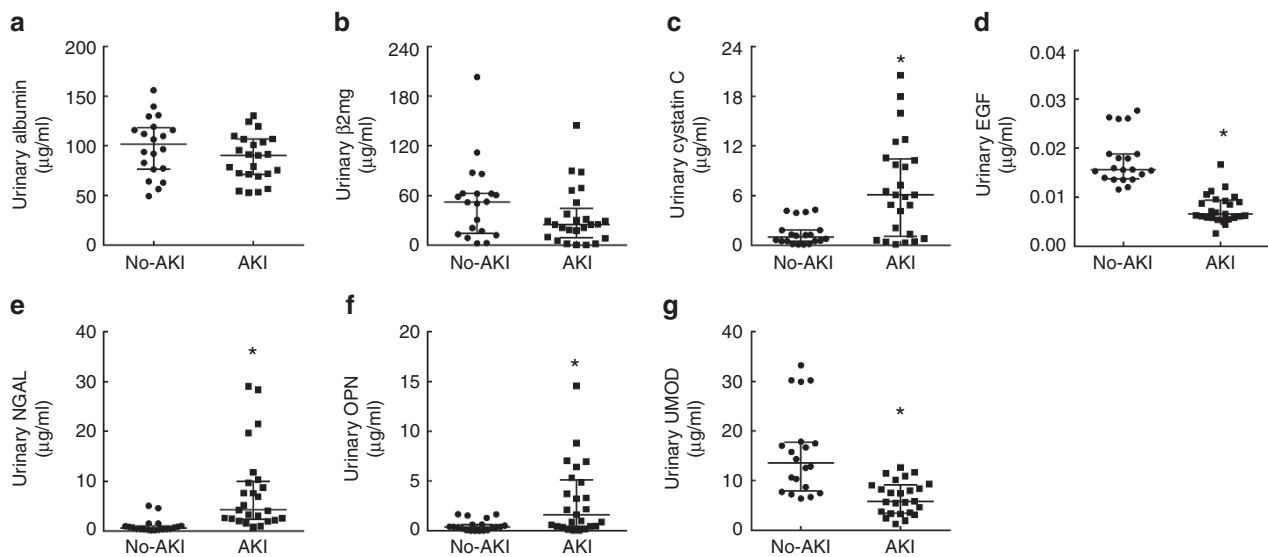 a
Urinary albumin
(μg/ml)
200
150
100
50
0
No-AKI
AKI
b
Urinary β2mg
(μg/ml)
240
180
120
60
0
No-AKI
AKI
c
Urinary cystatin C
(μg/ml)
24
18
12
6
0
*
No-AKI
AKI
d
Urinary EGF
(μg/ml)
0.04
0.03
0.02
0.01
0.00
*
No-AKI
AKI
e
Urinary NGAL
(μg/ml)
40
30
20
10
0
*
No-AKI
AKI
f
Urinary OPN
(μg/ml)
20
15
10
5
0
*
No-AKI
AKI
g
Urinary UMOD
(μg/ml)
40
30
20
10
0
*
No-AKI
AKI